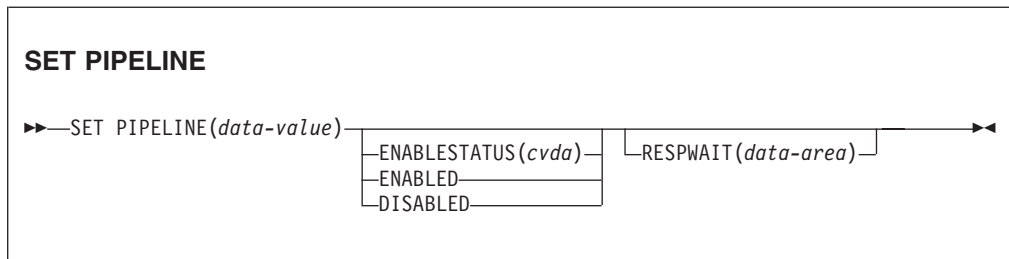 SET PIPELINE
SET PIPELINE(data-value)
ENABLESTATUS(cvda)
RESPWAIT(data-area)
ENABLED
DISABLED